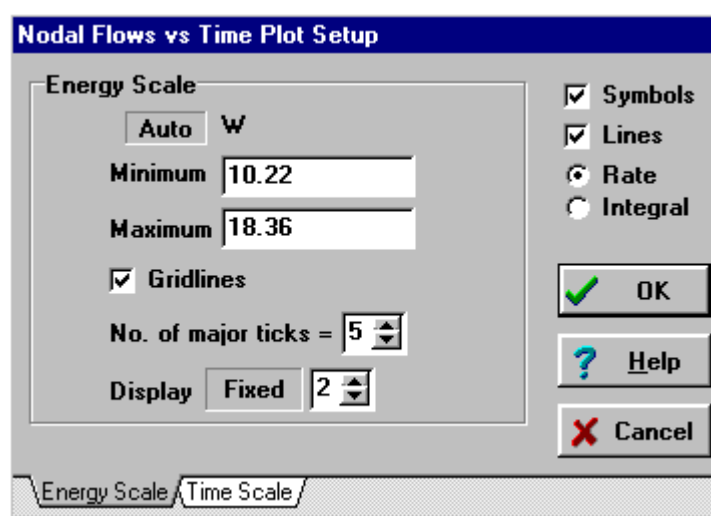 Nodal Flows vs Time Plot Setup
Energy Scale
Auto W
Minimum 10.22
Maximum 18.36
Gridlines
No. of major ticks = 5
Display Fixed 2
Symbols
Lines
Rate
Integral
OK
Help
Cancel
Energy Scale Time Scale